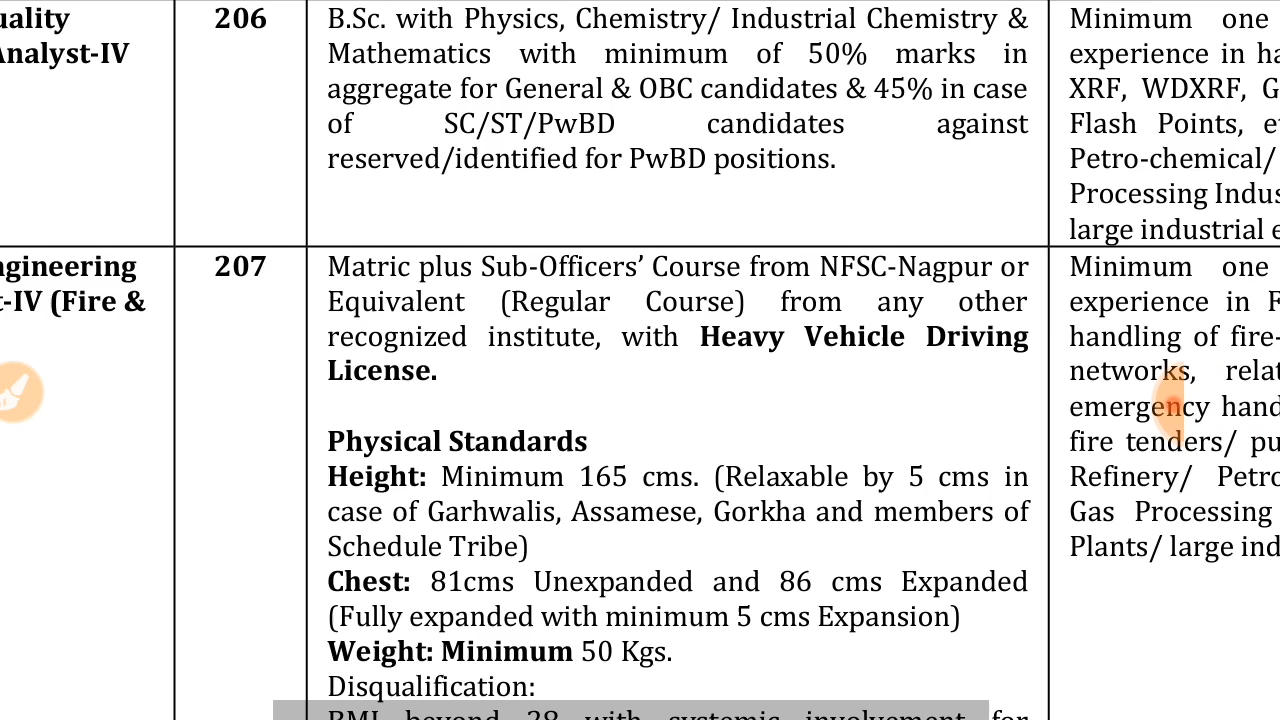 uality
Analyst-IV
206
B.Sc. with Physics, Chemistry/ Industrial Chemistry &
Mathematics with minimum of 50% marks in
aggregate for General & OBC candidates & 45% in case
of SC/ST/PwBD candidates against
reserved/identified for PwBD positions.
Minimum one
experience in ha
XRF, WDXRF, G
Flash Points, e
Petro-chemical/
Processing Indus
large industrial e
ngineering
t-IV (Fire &
207
Matric plus Sub-Officers’ Course from NFSC-Nagpur or
Equivalent (Regular Course) from any other
recognized institute, with Heavy Vehicle Driving
License.
Physical Standards
Height: Minimum 165 cms. (Relaxable by 5 cms in
case of Garhwalis, Assamese, Gorkha and members of
Schedule Tribe)
Chest: 81cms Unexpanded and 86 cms Expanded
(Fully expanded with minimum 5 cms Expansion)
Weight: Minimum 50 Kgs.
Disqualification:
BMI beyond 28 with systemic involvement for
Minimum one
experience in F
handling of fire-
networks, relat
emergency hand
fire tenders/ pu
Refinery/ Petro
Gas Processing
Plants/ large ind